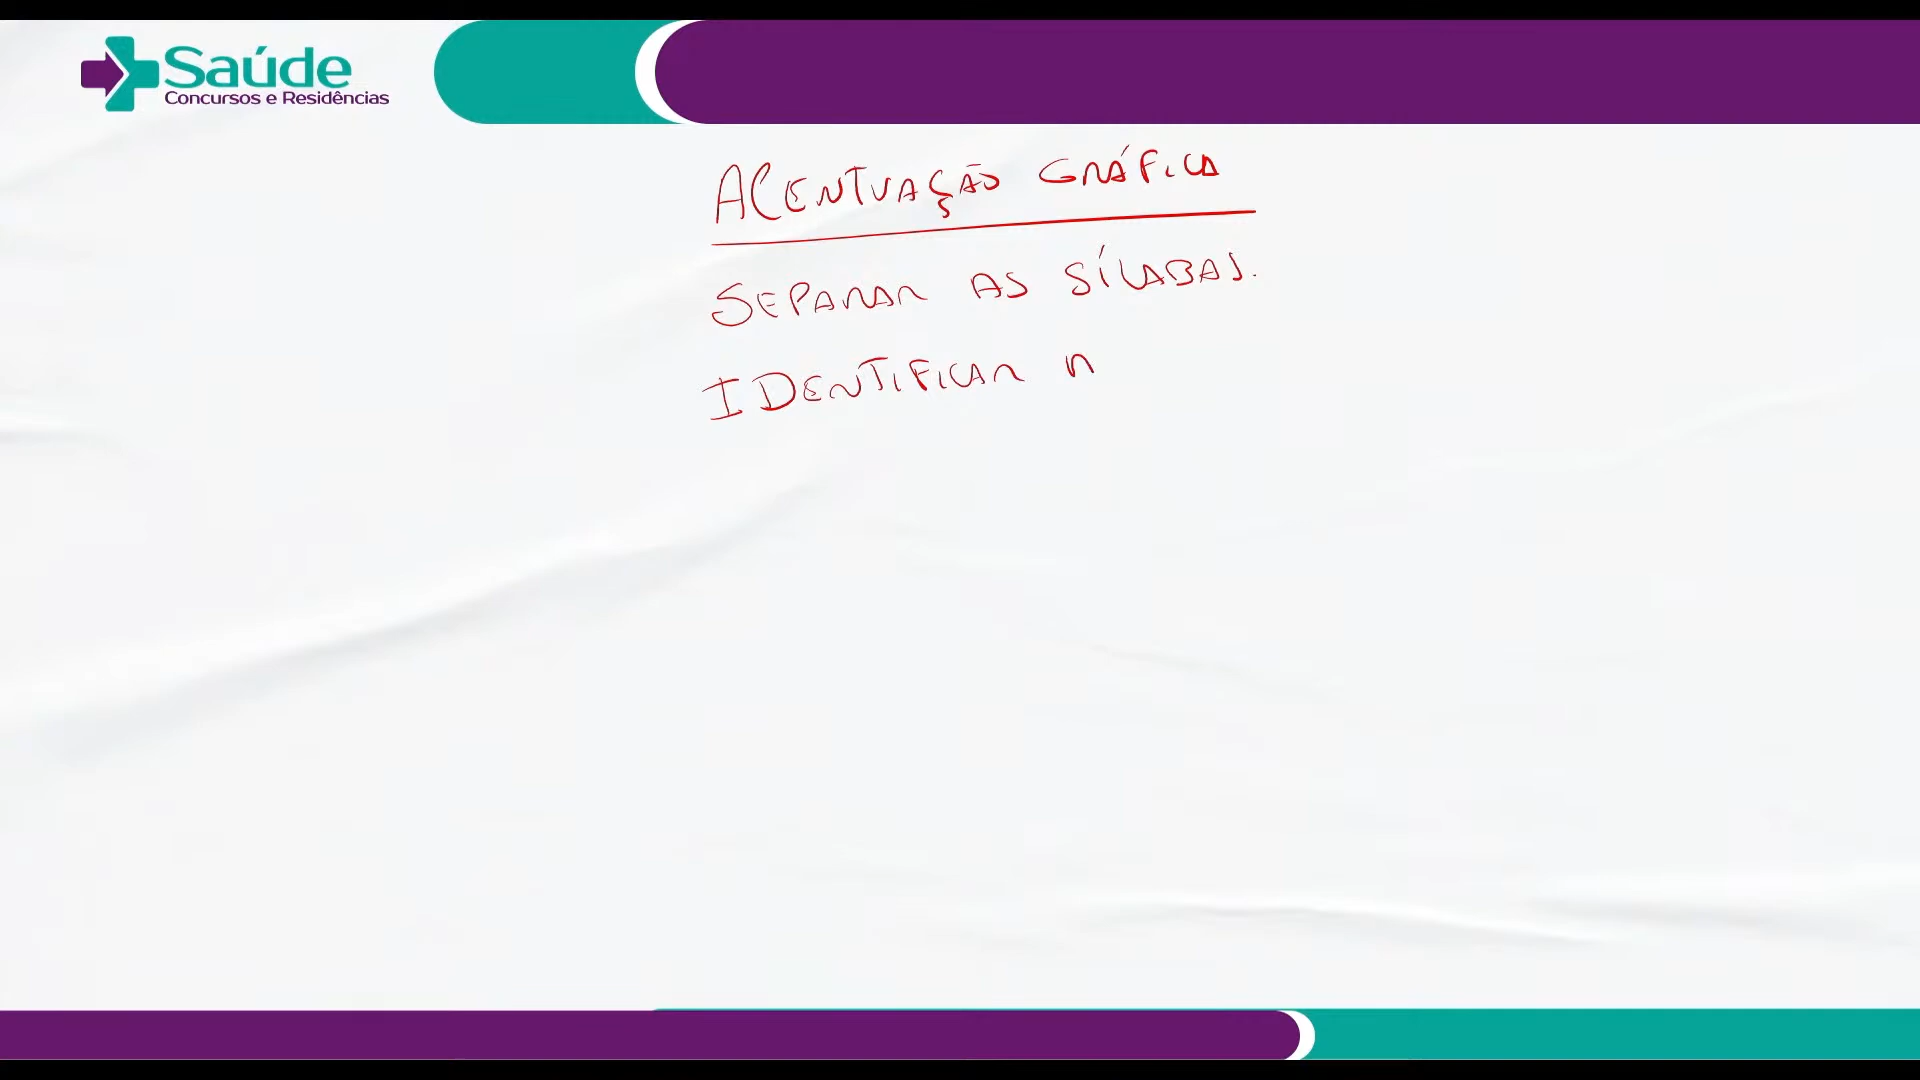 Saúde
Concursos e Residências
ACENTUAÇÃO GRÁFICA
SEPARAR AS SÍLABAS.
IDENTIFICAR